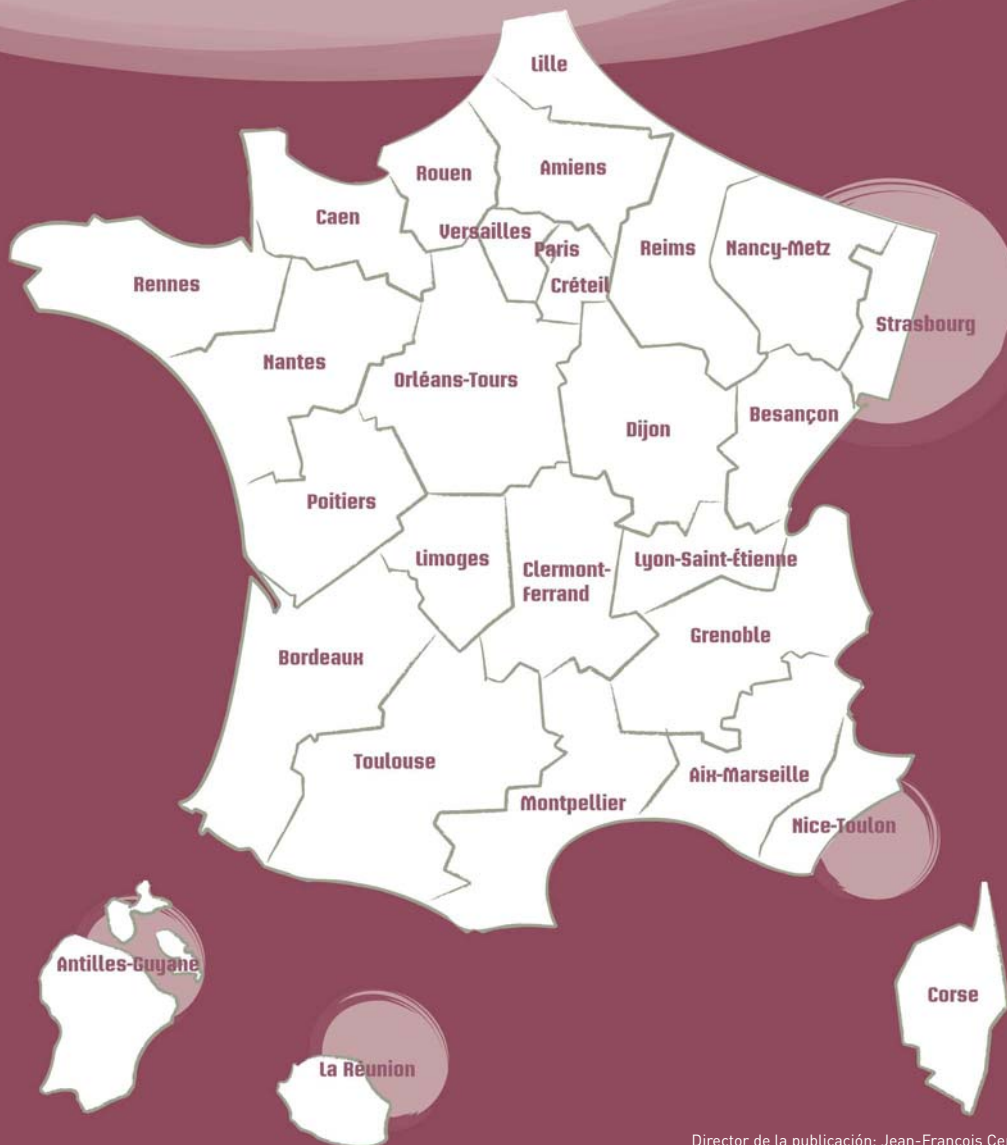 Lille
Amiens
Rouen
Caen
Versailles
Paris
Créteil
Reims
Nancy-Metz
Strasbourg
Rennes
Nantes
Orléans-Tours
Dijon
Besançon
Poitiers
Limoges
Clermont-
Ferrand
Lyon-Saint-Étienne
Grenoble
Bordeaux
Toulouse
Montpellier
Aix-Marseille
Nice-Toulon
Antilles-Guyane
La Réunion
Corse
Director de la publicación: Jean-François Ce